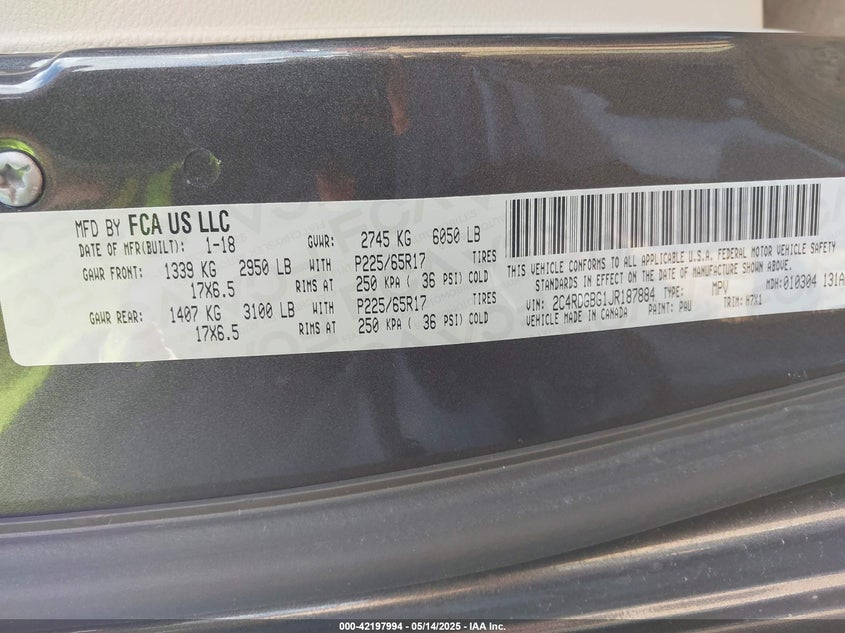 MFD BY FCA US LLC
DATE OF MFR(BUILT): 1-18 GVWR: 2745 KG 6050 LB
GAWR FRONT: 1339 KG 2950 LB WITH P225/65R17 TIRES
17X6.5 RIMS AT 250 KPA ( 36 PSI) COLD
GAWR REAR: 1407 KG 3100 LB WITH P225/65R17 TIRES
17X6.5 RIMS AT 250 KPA ( 36 PSI) COLD
THIS VEHICLE CONFORMS TO ALL APPLICABLE U.S.A. FEDERAL MOTOR VEHICLE SAFETY
STANDARDS IN EFFECT ON THE DATE OF MANUFACTURE SHOWN ABOVE.
MDH: 010304 131A
VIN: 2C4RDGBG1JR187884 TYPE: MPV
VEHICLE MADE IN CANADA PAINT: PAU TRIM: H7X1
000-42197994 — 05/14/2025 — IAA Inc.